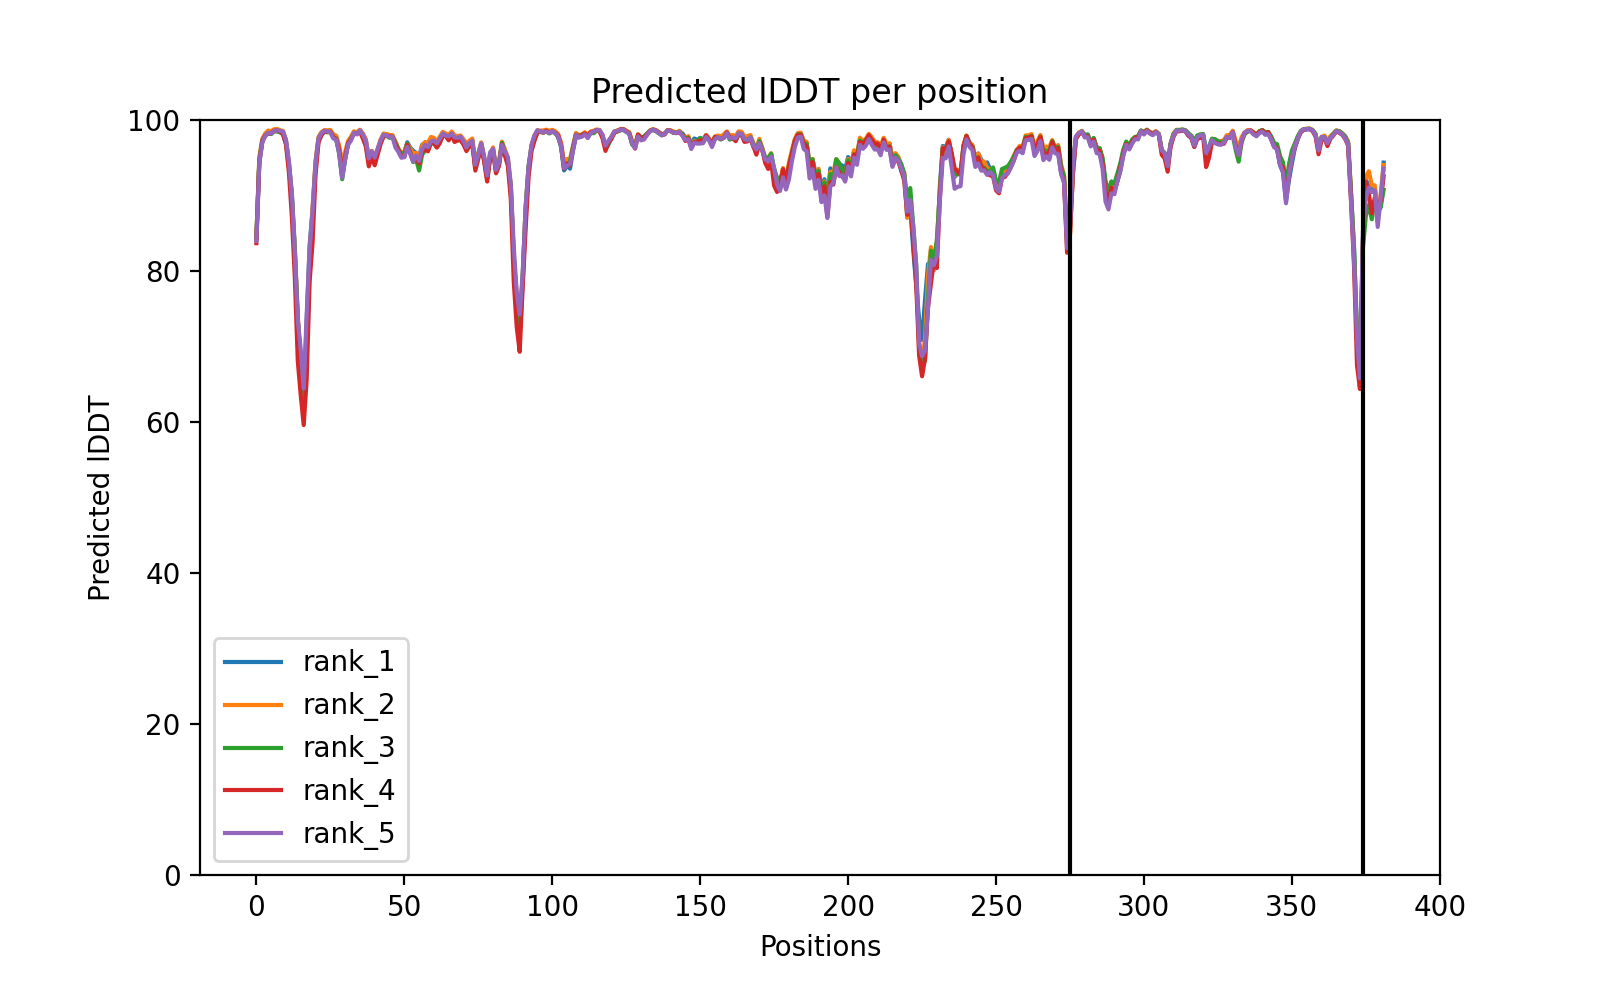 Predicted lDDT per position
Predicted lDDT
100
80
60
40
20
0
rank_1
rank_2
rank_3
rank_4
rank_5
0 50 100 150 200 250 300 350 400
Positions